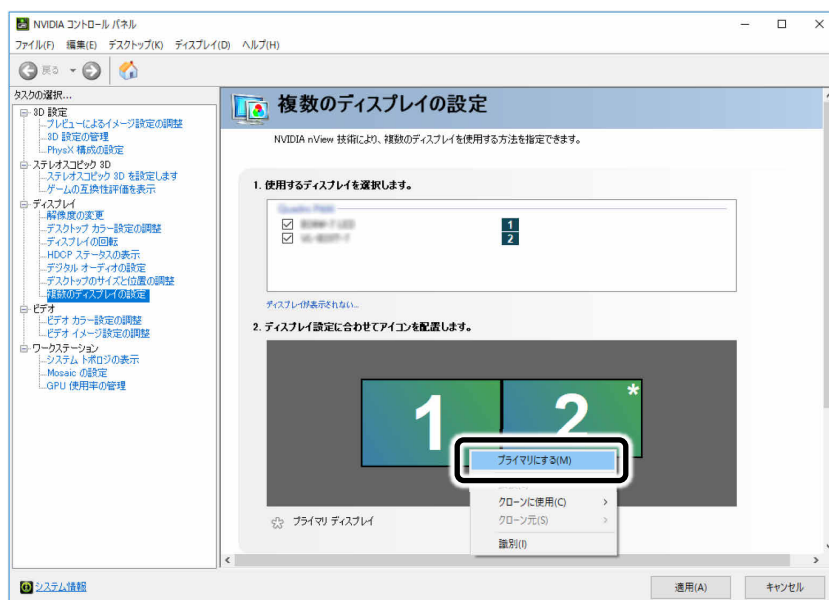 NVIDIA コントロール パネル
ファイル(F) 編集(E) デスクトップ(K) ディスプレイ(D) ヘルプ(H)
戻る
タスクの選択...
3D 設定
プレビューによるイメージ設定の調整
3D 設定の管理
PhysX 構成の設定
ステレオスコピック 3D
ステレオスコピック 3D を設定します
ゲームの互換性評価を表示
ディスプレイ
解像度の変更
デスクトップ カラー設定の調整
ディスプレイの回転
HDCP ステータスの表示
デジタル オーディオの設定
デスクトップのサイズと位置の調整
複数のディスプレイの設定
ビデオ
ビデオ カラー設定の調整
ビデオ イメージ設定の調整
ワークステーション
システム トポロジの表示
Mosaic の設定
GPU 使用率の管理
システム情報
複数のディスプレイの設定
NVIDIA nView 技術により、複数のディスプレイを使用する方法を指定できます。
1. 使用するディスプレイを選択します。
1
2
ディスプレイが表示されない...
2. ディスプレイ設定に合わせてアイコンを配置します。
1 2 *
プライマリにする(M)
クローンに使用(C)
クローン元(S)
識別(I)
プライマリ ディスプレイ
適用(A) キャンセル